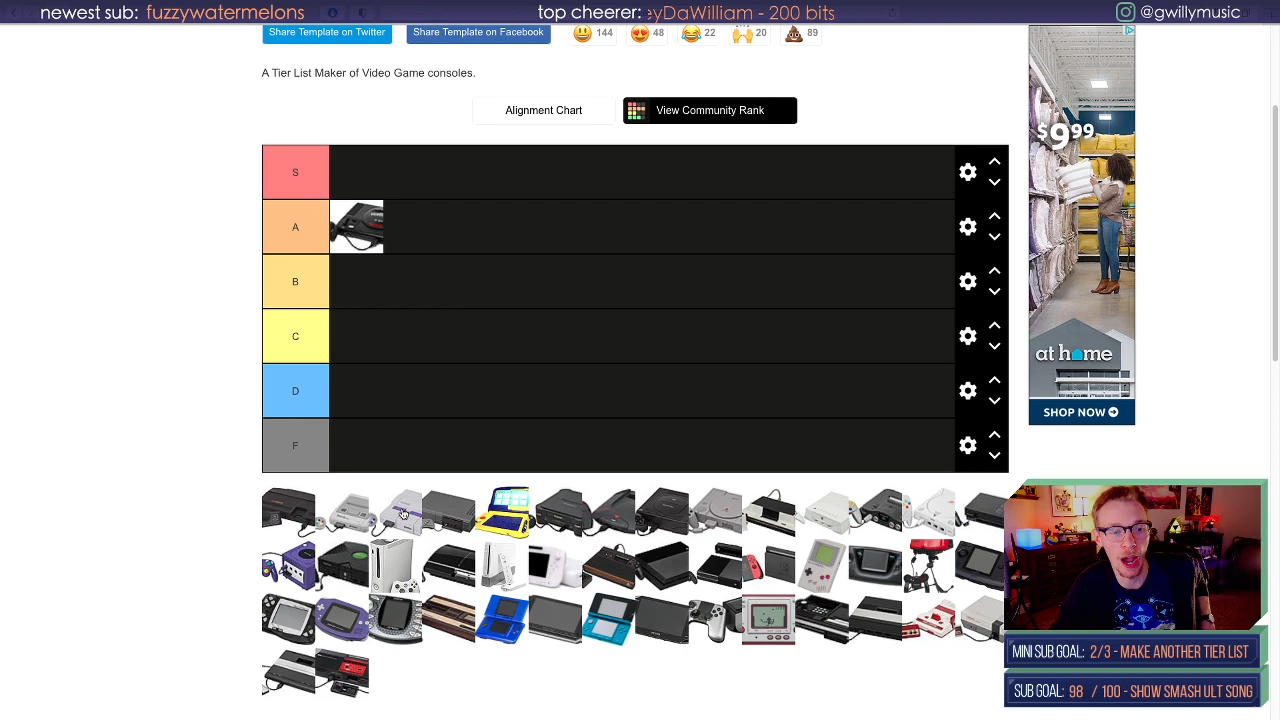 newest sub: fuzzywatermelons
top cheerer: eyDaWilliam - 200 bits
@gwillymusic
Share Template on Twitter
Share Template on Facebook
144
48
22
20
89
A Tier List Maker of Video Game consoles.
Alignment Chart
View Community Rank
S
A
B
C
D
F
$9.99
at home
SHOP NOW
MINI SUB GOAL: 2/3 - MAKE ANOTHER TIER LIST
SUB GOAL: 98 / 100 - SHOW SMASH ULT SONG